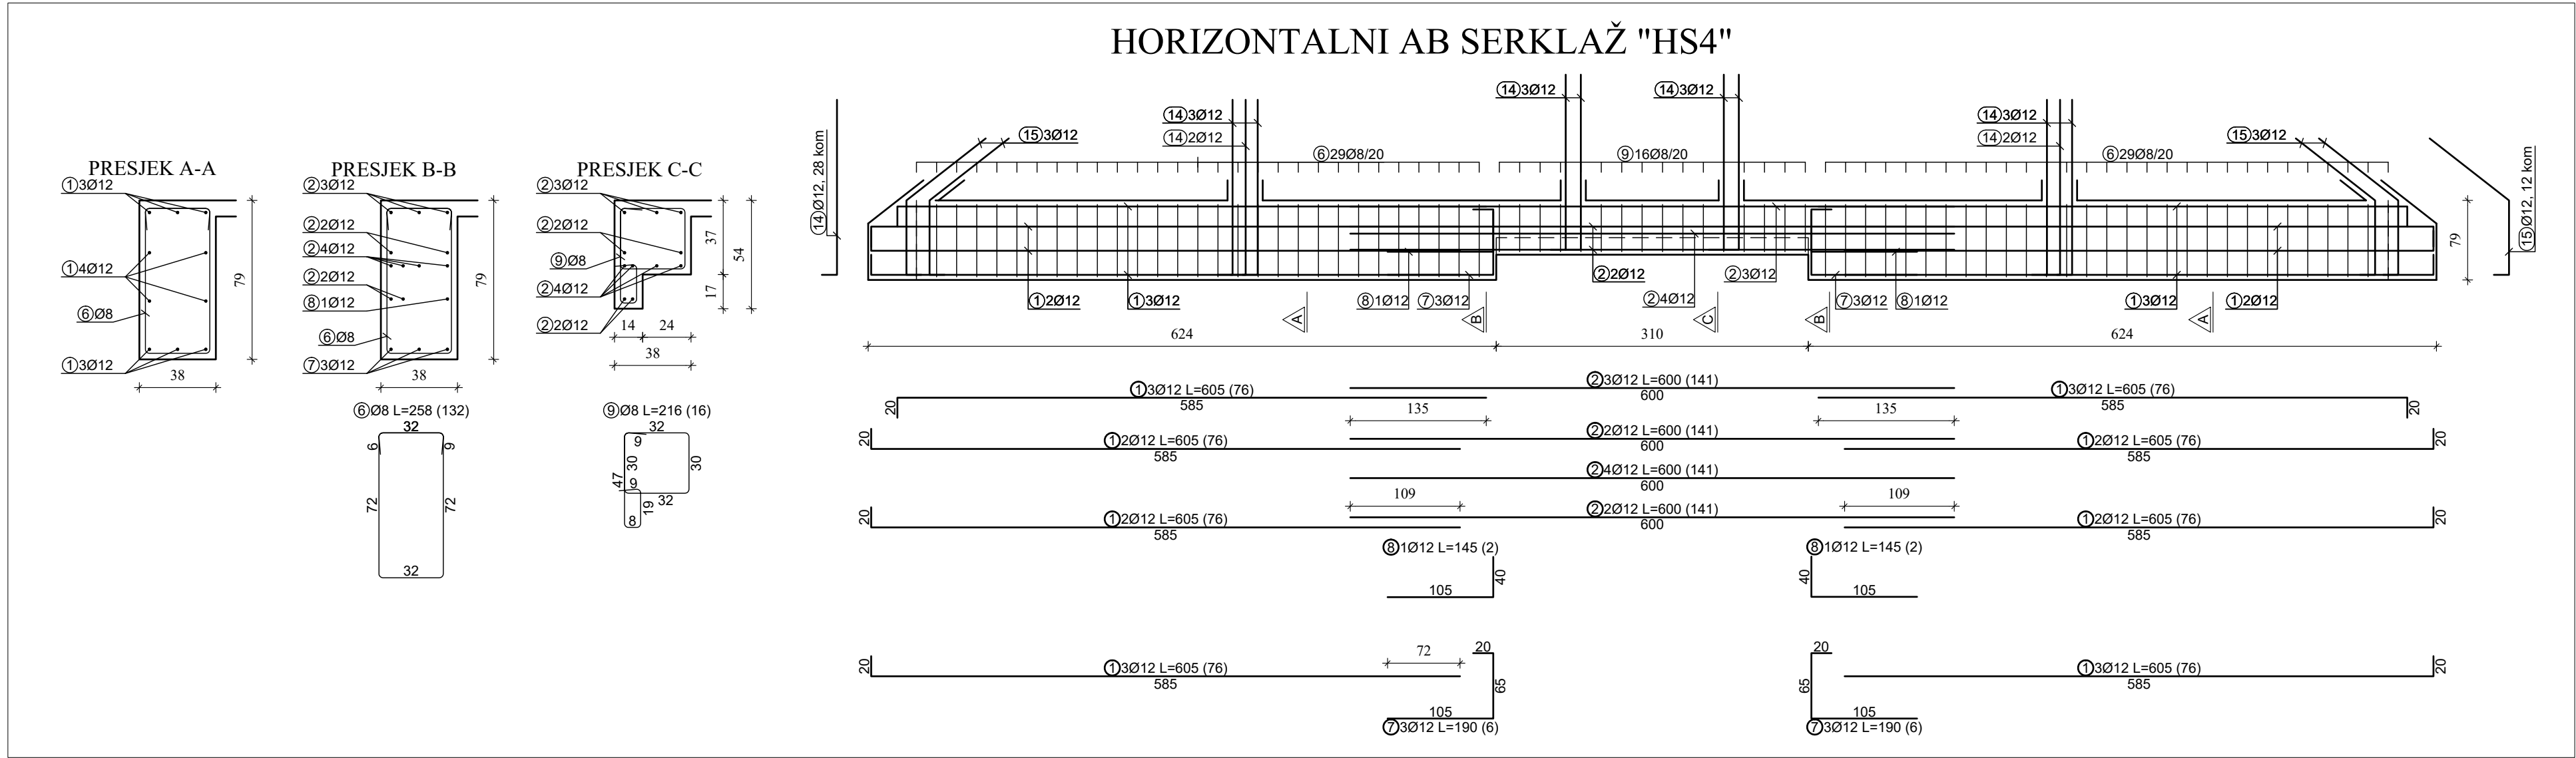 HORIZONTALNI AB SERKLAŽ "HS4"
PRESJEK A-A
①3Ø12
①4Ø12
⑥Ø8
①3Ø12
79
38
PRESJEK B-B
②3Ø12
②2Ø12
②4Ø12
②2Ø12
⑧1Ø12
⑥Ø8
⑦3Ø12
79
38
⑥Ø8 L=258 (132)
32
6
9
72
72
32
PRESJEK C-C
②3Ø12
②2Ø12
⑨Ø8
②4Ø12
②2Ø12
37
54
17
14
24
38
⑨Ø8 L=216 (16)
32
9
30
30
47
9
32
19
8
⑭Ø12, 28 kom
⑮3Ø12
⑭3Ø12
⑭2Ø12
⑥29Ø8/20
⑭3Ø12
⑭3Ø12
⑨16Ø8/20
⑭3Ø12
⑭2Ø12
⑥29Ø8/20
⑮3Ø12
⑮Ø12, 12 kom
79
①2Ø12
①3Ø12
⑧1Ø12
⑦3Ø12
②2Ø12
②4Ø12
②3Ø12
⑦3Ø12
⑧1Ø12
①3Ø12
①2Ø12
A
B
C
B
A
624
310
624
20
①3Ø12 L=605 (76)
585
②3Ø12 L=600 (141)
600
①3Ø12 L=605 (76)
585
20
135
135
20
①2Ø12 L=605 (76)
585
②2Ø12 L=600 (141)
600
①2Ø12 L=605 (76)
585
20
②4Ø12 L=600 (141)
600
109
109
20
①2Ø12 L=605 (76)
585
②2Ø12 L=600 (141)
600
①2Ø12 L=605 (76)
585
20
⑧1Ø12 L=145 (2)
40
105
⑧1Ø12 L=145 (2)
40
105
20
①3Ø12 L=605 (76)
585
72
20
65
105
⑦3Ø12 L=190 (6)
20
65
105
⑦3Ø12 L=190 (6)
①3Ø12 L=605 (76)
585
20